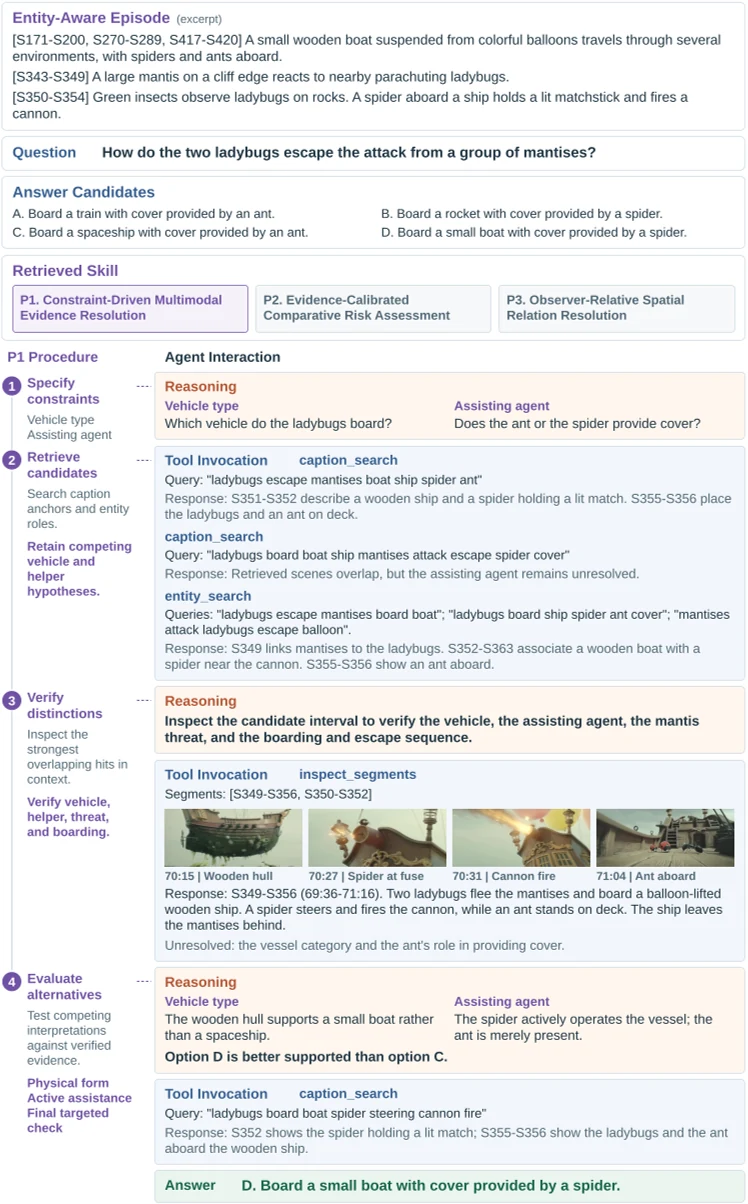 Entity-Aware Episode (excerpt)
[S171-S200, S270-S289, S417-S420] A small wooden boat suspended from colorful balloons travels through several
environments, with spiders and ants aboard.
[S343-S349] A large mantis on a cliff edge reacts to nearby parachuting ladybugs.
[S350-S354] Green insects observe ladybugs on rocks. A spider aboard a ship holds a lit matchstick and fires a
cannon.
Question How do the two ladybugs escape the attack from a group of mantises?
Answer Candidates
A. Board a train with cover provided by an ant.
B. Board a rocket with cover provided by a spider.
C. Board a spaceship with cover provided by an ant.
D. Board a small boat with cover provided by a spider.
Retrieved Skill
P1. Constraint-Driven Multimodal
Evidence Resolution
P2. Evidence-Calibrated
Comparative Risk Assessment
P3. Observer-Relative Spatial
Relation Resolution
P1 Procedure
Agent Interaction
1 Specify
constraints
Vehicle type
Assisting agent
Reasoning
Vehicle type
Which vehicle do the ladybugs board?
Assisting agent
Does the ant or the spider provide cover?
2 Retrieve
candidates
Search caption
anchors and entity
roles.
Retain competing
vehicle and
helper
hypotheses.
Tool Invocation caption_search
Query: "ladybugs escape mantises boat ship spider ant"
Response: S351-S352 describe a wooden ship and a spider holding a lit match. S355-S356 place
the ladybugs and an ant on deck.
caption_search
Query: "ladybugs board boat ship mantises attack escape spider cover"
Response: Retrieved scenes overlap, but the assisting agent remains unresolved.
entity_search
Queries: "ladybugs escape mantises board boat"; "ladybugs board ship spider ant cover"; "mantises
attack ladybugs escape balloon".
Response: S349 links mantises to the ladybugs. S352-S363 associate a wooden boat with a
spider near the cannon. S355-S356 show an ant aboard.
3 Verify
distinctions
Inspect the
strongest
overlapping hits in
context.
Verify vehicle,
helper, threat,
and boarding.
Reasoning
Inspect the candidate interval to verify the vehicle, the assisting agent, the mantis
threat, and the boarding and escape sequence.
Tool Invocation inspect_segments
Segments: [S349-S356, S350-S352]
70:15 | Wooden hull
70:27 | Spider at fuse
70:31 | Cannon fire
71:04 | Ant aboard
Response: S349-S356 (69:36-71:16). Two ladybugs flee the mantises and board a balloon-lifted
wooden ship. A spider steers and fires the cannon, while an ant stands on deck. The ship leaves
the mantises behind.
Unresolved: the vessel category and the ant's role in providing cover.
4 Evaluate
alternatives
Test competing
interpretations
against verified
evidence.
Physical form
Active assistance
Final targeted
check
Reasoning
Vehicle type
The wooden hull supports a small boat rather
than a spaceship.
Assisting agent
The spider actively operates the vessel; the
ant is merely present.
Option D is better supported than option C.
Tool Invocation caption_search
Query: "ladybugs board boat spider steering cannon fire"
Response: S352 shows the spider holding a lit match; S355-S356 show the ladybugs and the ant
aboard the wooden ship.
Answer D. Board a small boat with cover provided by a spider.